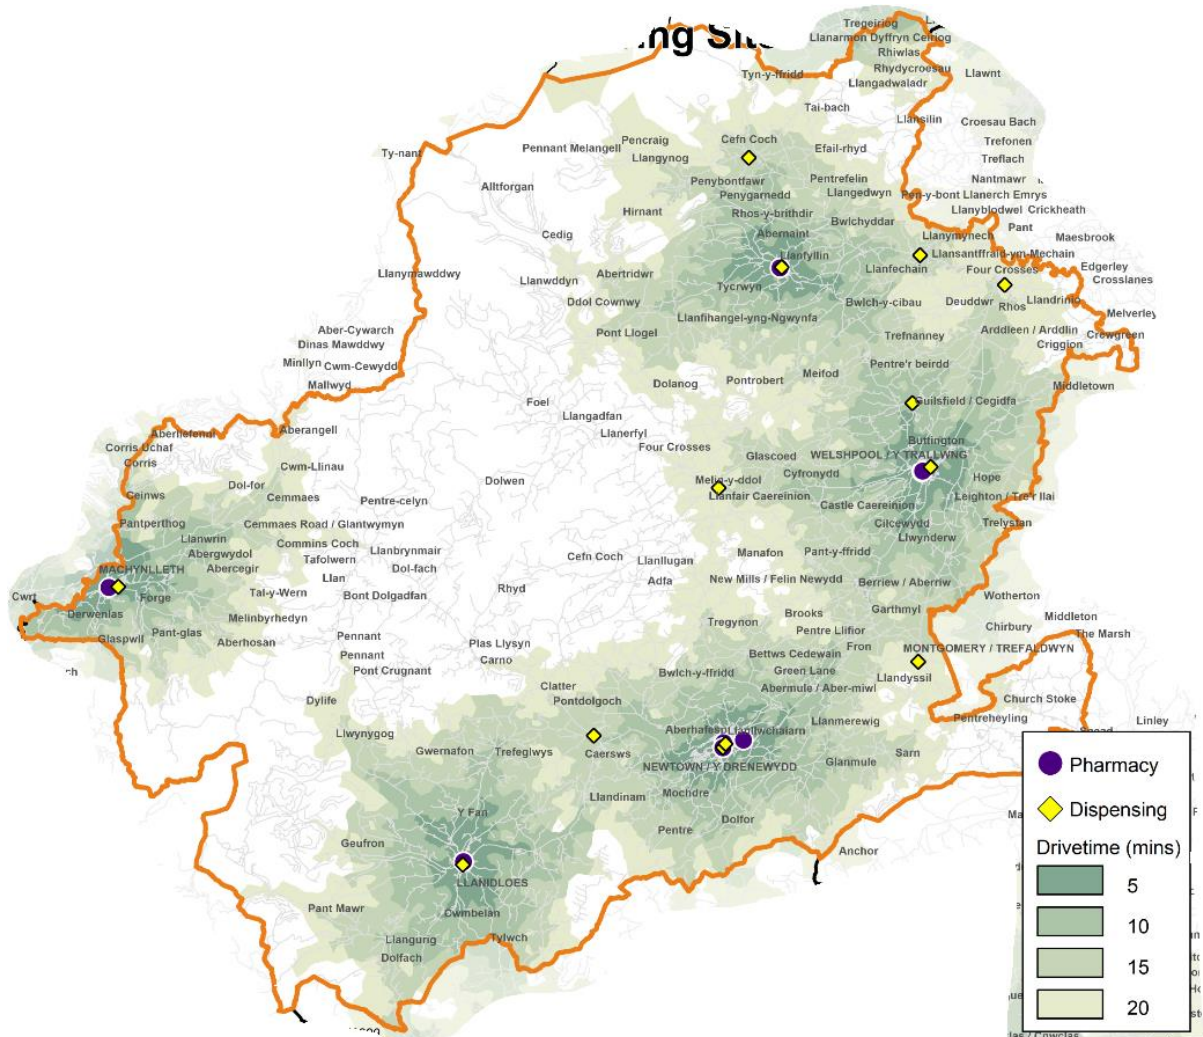 Tregeiriog
ng Sit
Llanarmon Dyffryn Ceiriog
Rhiwlas
Tyn-y-ffridd
Rhydycroesau
Llawnt
Llangadwaladr
Tai-bach
Llansilin
Croesau Bach
Pencraig
Cefn Coch
Trefonen
Ty-nant
Pennant Melangell
Llangynog
Efail-rhyd
Treflach
Alltforgan
Penybontfawr
Pentrefelin
Nantmawr
Penygarnedd
Llangedwyn
Pen-y-bont Llanerch Emrys
Hirnant
Rhos-y-brithdir
Bwlchyddar
Llanyblodwel
Crickheath
Cedig
Abernaint
Llanymynech
Pant
Maesbrook
Llanfyllin
Llansantffraid-ym-Mechain
Llanymawddwy
Llanwddyn
Abertridwr
Llanfechain
Four Crosses
Edgerley
Crosslanes
Ddol Cownwy
Tycrwyn
Bwlch-y-cibau
Deuddwr
Rhos
Llandrinio
Melverley
Aber-Cywarch
Pont Llogel
Llanfihangel-yng-Ngwynfa
Trefnanney
Arddleen / Arddlin
Crewgreen
Dinas Mawddwy
Criggion
Minllyn
Cwm-Cewydd
Pentre'r beirdd
Mallwyd
Dolanog
Pontrobert
Meifod
Middletown
Foel
Llangadfan
Guilsfield / Cegidfa
Aberhefenni
Aberangell
Llanerfyl
Four Crosses
Buttington
Corris Uchaf
Corris
Cwm-Llinau
Glascoed
WELSHPOOL / Y TRALLWNG
Ceinws
Dol-for
Dolwen
Melin-y-ddol
Cyfronydd
Hope
Cemmaes
Pentre-celyn
Llanfair Caereinion
Castle Caereinion
Leighton / Tre'r llai
Pantperthog
Cemmaes Road / Glantwymyn
Cilcewydd
Trelystan
Llanwrin
Commins Coch
Llanbrynmair
Llwynderw
Abergwydol
Tafolwern
Cefn Coch
Llanllugan
Manafon
Pant-y-ffridd
MACHYNLLETH
Abercegir
Dol-fach
Llan
Adfa
New Mills / Felin Newydd
Berriew / Aberriw
Cwrt
Forge
Tal-y-Wern
Bont Dolgadfan
Rhyd
Wotherton
Derwenlas
Melinbyrhedyn
Tregynon
Brooks
Garthmyl
Middleton
Glaspwll
Pant-glas
Aberhosan
Pennant
Plas Llysyn
Pentre Llifior
Chirbury
The Marsh
Pennant
Carno
Bettws Cedewain
Fron
MONTGOMERY / TREFALDWYN
Pont Crugnant
Bwlch-y-ffridd
Green Lane
Llandyssil
Clatter
Abermule / Aber-miwl
Dylife
Pontdolgoch
Church Stoke
Llanmerewig
Pentreheyling
Linley
Llwynygog
Aberhafesp
Llanllwchaiarn
Gwernafon
Trefeglwys
Caersws
Sarn
NEWTOWN / Y DRENEWYDD
Glanmule
Llandinam
Mochdre
Y Fan
Dolfor
Geufron
Pentre
Anchor
LLANIDLOES
Pant Mawr
Cwmbelan
Llangurig
Tylwch
Dolfach
Pharmacy
Dispensing
Drivetime (mins)
5
10
15
20